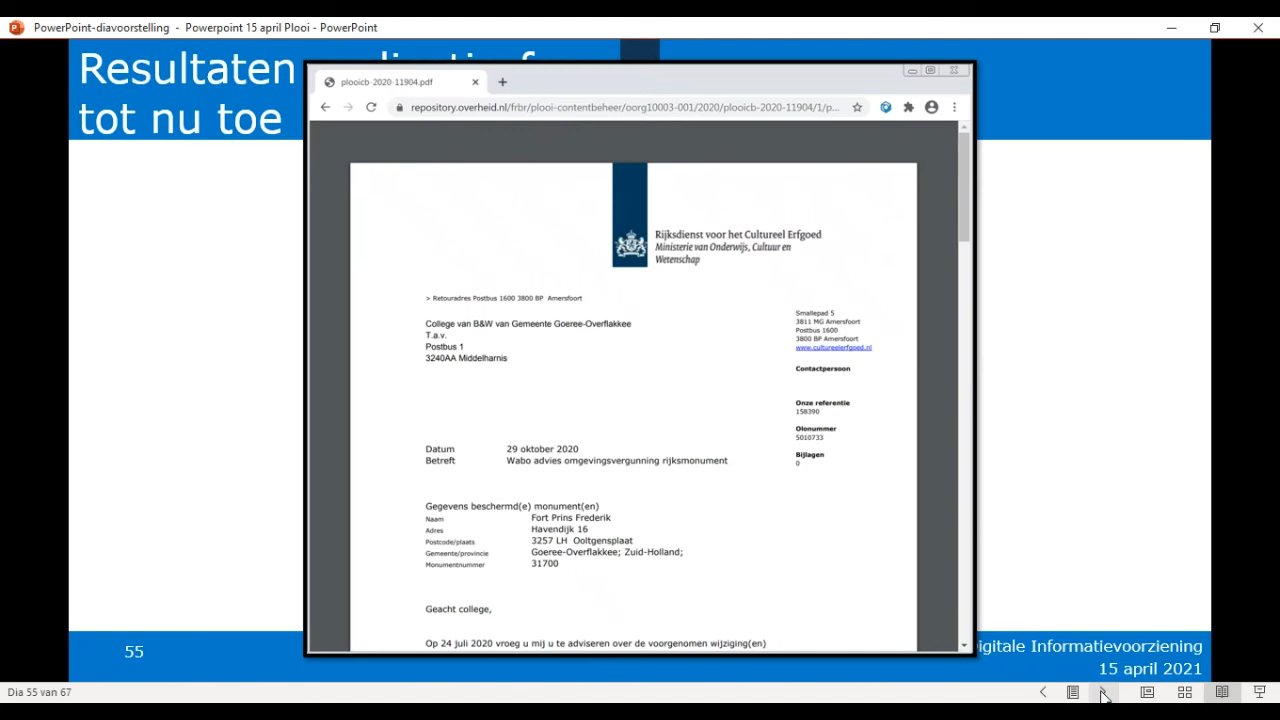 PowerPoint-diavoorstelling - Powerpoint 15 april Plooi - PowerPoint
Resultaten
tot nu toe
plooicb-2020-11904.pdf
repository.overheid.nl/frbr/plooi-contentbeheer/oorg10003-001/2020/plooicb-2020-11904/1/p...
Rijksdienst voor het Cultureel Erfgoed
Ministerie van Onderwijs, Cultuur en
Wetenschap
> Retouradres Postbus 1600 3800 BP Amersfoort
College van B&W van Gemeente Goeree-Overflakkee
T.a.v.
Postbus 1
3240AA Middelharnis
Smallepad 5
3811 MG Amersfoort
Postbus 1600
3800 BP Amersfoort
www.cultureelerfgoed.nl
Contactpersoon
Onze referentie
158390
Olonummer
5010733
Bijlagen
0
Datum 29 oktober 2020
Betreft Wabo advies omgevingsvergunning rijksmonument
Gegevens beschermd(e) monument(en)
Naam Fort Prins Frederik
Adres Havendijk 16
Postcode/plaats 3257 LH Ooltgensplaat
Gemeente/provincie Goeree-Overflakkee; Zuid-Holland;
Monumentnummer 31700
Geacht college,
Op 24 juli 2020 vroeg u mij u te adviseren over de voorgenomen wijziging(en)
55
igitale Informatievoorziening
15 april 2021
Dia 55 van 67